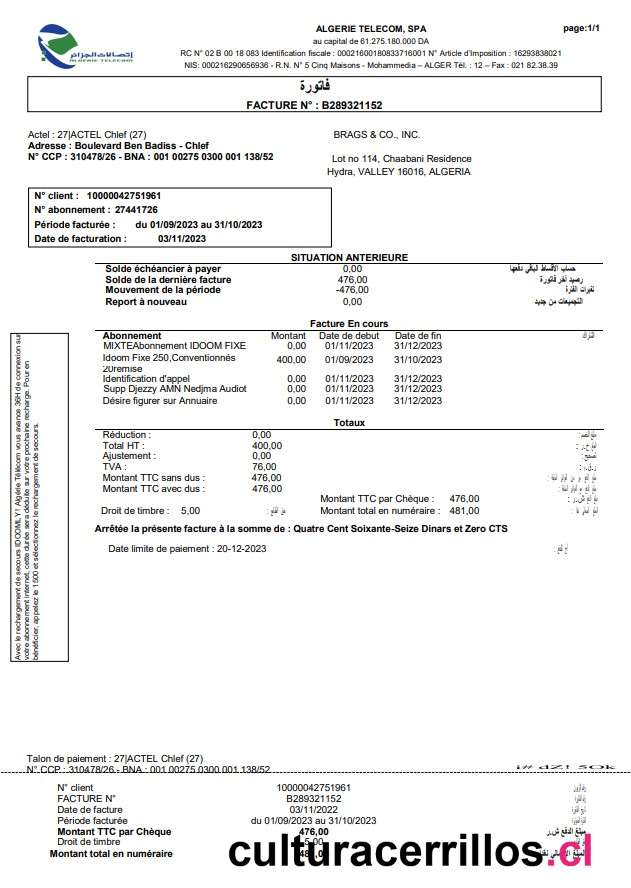 إتصالات الجزائر
ALGERIE TELECOM
ALGERIE TELECOM, SPA
page:1/1
au capital de 61.275.180.000 DA
RC N° 02 B 00 18 083 Identification fiscale : 00021600180833716001 N° Article d'Imposition : 16293838021
NIS: 000216290656936 - R.N. N° 5 Cinq Maisons - Mohammedia – ALGER Tél. : 12 – Fax : 021 82.38.39
فاتورة
FACTURE N° : B289321152
Actel : 27|ACTEL Chlef (27)
Adresse : Boulevard Ben Badiss - Chlef
N° CCP : 310478/26 - BNA : 001 00275 0300 001 138/52
BRAGS & CO., INC.
Lot no 114, Chaabani Residence
Hydra, VALLEY 16016, ALGERIA
N° client : 10000042751961
N° abonnement : 27441726
Période facturée : du 01/09/2023 au 31/10/2023
Date de facturation : 03/11/2023
SITUATION ANTERIEURE
Solde échéancier à payer 0,00 حساب الأقساط الباقي دفعها
Solde de la dernière facture 476,00 رصيد آخر فاتورة
Mouvement de la période -476,00 تغيرات الفترة
Report à nouveau 0,00 التجميعات من جديد
Facture En cours
Abonnement Montant Date de debut Date de fin
MIXTEAbonnement IDOOM FIXE 0,00 01/11/2023 31/12/2023
Idoom Fixe 250,Conventionnés 400,00 01/09/2023 31/10/2023
20remise
Identification d'appel 0,00 01/11/2023 31/12/2023
Supp Djezzy AMN Nedjma Audiot 0,00 01/11/2023 31/12/2023
Désire figurer sur Annuaire 0,00 01/11/2023 31/12/2023
Totaux
Réduction : 0,00
Total HT : 400,00
Ajustement : 0,00
TVA : 76,00
Montant TTC sans dus : 476,00
Montant TTC avec dus : 476,00
Montant TTC par Chèque : 476,00
Droit de timbre : 5,00 Montant total en numéraire : 481,00
Arrêtée la présente facture à la somme de : Quatre Cent Soixante-Seize Dinars et Zero CTS
Date limite de paiement : 20-12-2023
Avec le rechargement de secours IDOOMLY! Algérie Télécom vous avance 36H de connexion sur
votre abonnement internet, cette durée sera déduite sur votre prochaine recharge. Pour en
bénéficier, appelez le 1500 et sélectionnez le rechargement de secours.
Talon de paiement : 27|ACTEL Chlef (27)
N° CCP : 310478/26 - BNA : 001 00275 0300 001 138/52
N° client 10000042751961
FACTURE N° B289321152
Date de facture 03/11/2022
Période facturée du 01/09/2023 au 31/10/2023
Montant TTC par Chèque 476,00 مبلغ الدفع ش.ر
Droit de timbre 5,00
Montant total en numéraire
culturacerrillos.cl